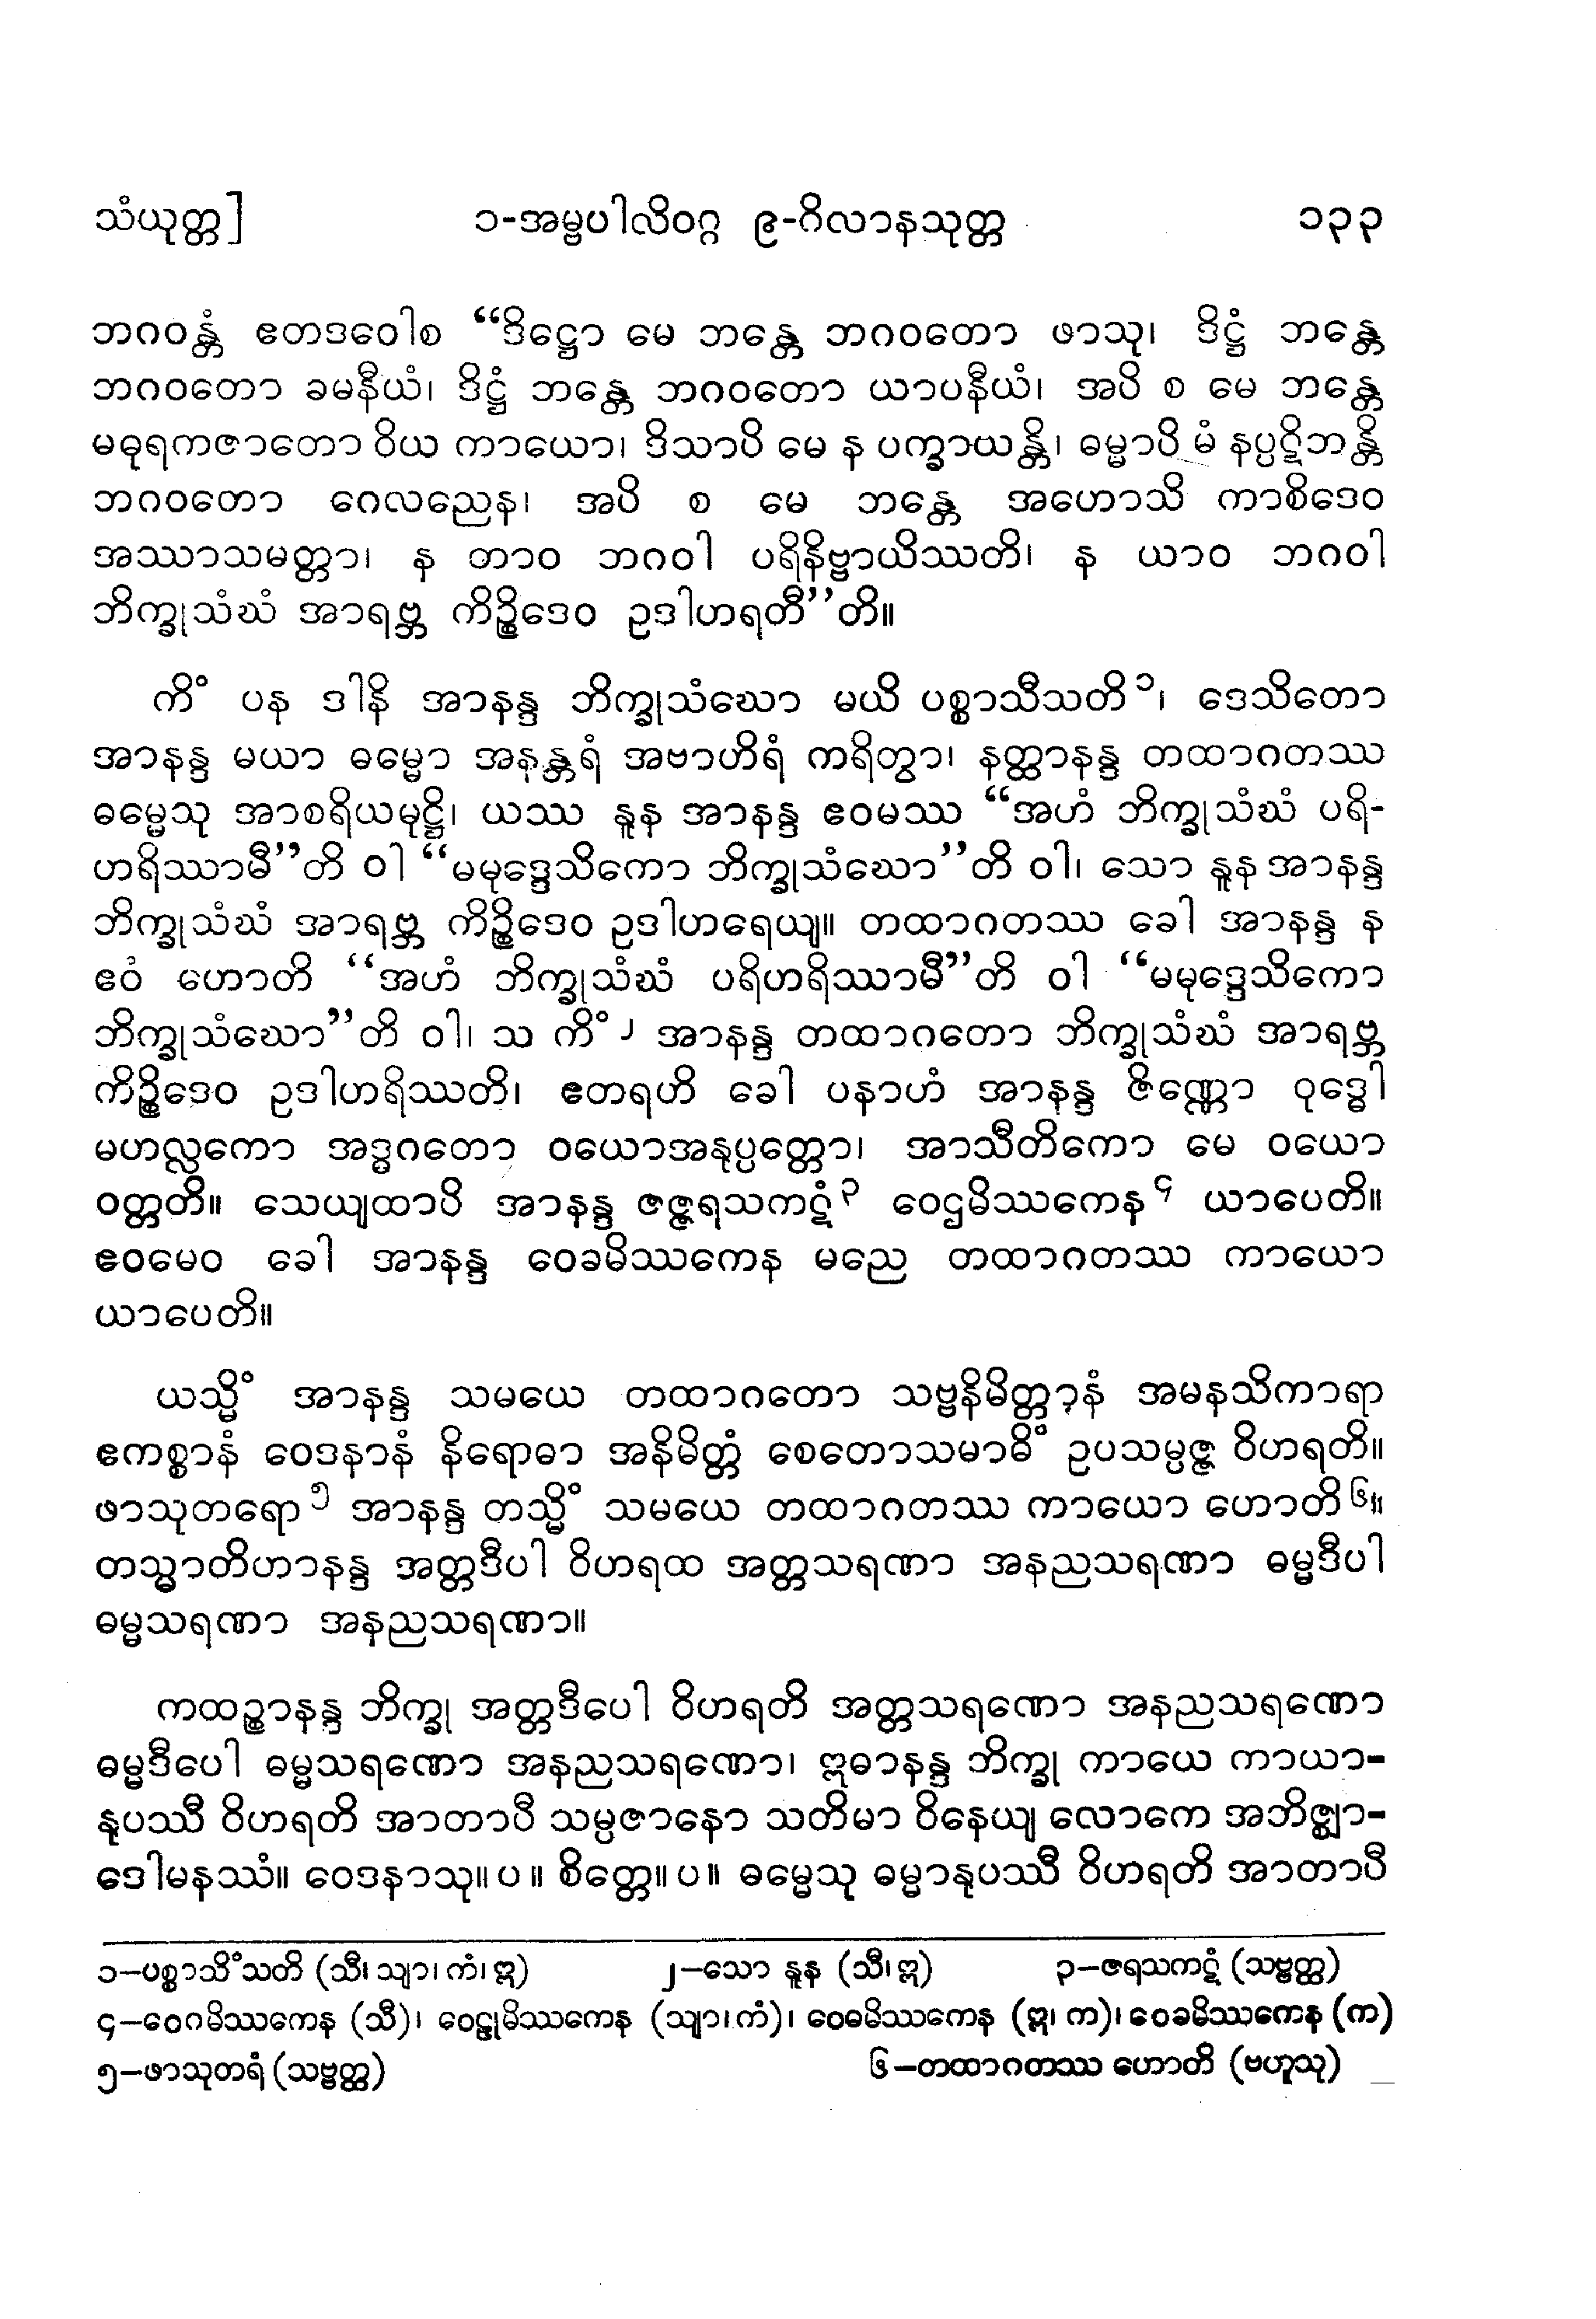 သံယုတ္တ]	၁-အမ္ဗပါလိဝဂ္ဂ ၉-ဂိလာနသုတ္တ	၁၃၃
ဘဂဝန္တံ ဧတဒဝေါစ “ဒိဋ္ဌော မေ ဘန္တေ ဘဂဝတော ဖာသု၊ ဒိဋ္ဌံ ဘန္တေ
ဘဂဝတော ခမနီယံ၊ ဒိဋ္ဌံ ဘန္တေ ဘဂဝတော ယာပနီယံ၊ အပိ စ မေ ဘန္တေ
မဓုရကဇာတော ဝိယ ကာယော၊ ဒိသာပိ မေ န ပက္ခာယန္တိ၊ ဓမ္မာပိ မံ နပ္ပဋိဘန္တိ
ဘဂဝတော ဂေလညေန၊ အပိ စ မေ ဘန္တေ အဟောသိ ကာစိဒေဝ
အဿာသမတ္တာ၊ န တာဝ ဘဂဝါ ပရိနိဗ္ဗာယိဿတိ၊ န ယာဝ ဘဂဝါ
ဘိက္ခုသံဃံ အာရဗ္ဘ ကိဉ္စိဒေဝ ဥဒါဟရတီ”တိ။
ကိံ ပန ဒါနိ အာနန္ဒ ဘိက္ခုသံဃော မယိ ပစ္စာသီသတိ၁၊ ဒေသိတော
အာနန္ဒ မယာ ဓမ္မော အနန္တရံ အဗာဟိရံ ကရိတွာ၊ နတ္ထာနန္ဒ တထာဂတဿ
ဓမ္မေသု အာစရိယမုဋ္ဌိ၊ ယဿ နူန အာနန္ဒ ဧဝမဿ “အဟံ ဘိက္ခုသံဃံ ပရိ-
ဟရိဿာမီ”တိ ဝါ “မမုဒ္ဒေသိကော ဘိက္ခုသံဃော”တိ ဝါ၊ သော နူန အာနန္ဒ
ဘိက္ခုသံဃံ အာရဗ္ဘ ကိဉ္စိဒေဝ ဥဒါဟရေယျ။ တထာဂတဿ ခေါ အာနန္ဒ န
ဧဝံ ဟောတိ “အဟံ ဘိက္ခုသံဃံ ပရိဟရိဿာမီ”တိ ဝါ “မမုဒ္ဒေသိကော
ဘိက္ခုသံဃော”တိ ဝါ၊ သ ကိံ၂ အာနန္ဒ တထာဂတော ဘိက္ခုသံဃံ အာရဗ္ဘ
ကိဉ္စိဒေဝ ဥဒါဟရိဿတိ၊ ဧတရဟိ ခေါ ပနာဟံ အာနန္ဒ ဇိဏ္ဏော ဝုဒ္ဓေါ
မဟလ္လကော အဒ္ဓဂတော ဝယောအနုပ္ပတ္တော၊ အာသီတိကော မေ ဝယော
ဝတ္တတိ။ သေယျထာပိ အာနန္ဒ ဇဇ္ဇရသကဋံ၃ ဝေဌမိဿကေန၄ ယာပေတိ။
ဧဝမေဝ ခေါ အာနန္ဒ ဝေခမိဿကေန မညေ တထာဂတဿ ကာယော
ယာပေတိ။
ယသ္မိံ အာနန္ဒ သမယေ တထာဂတော သဗ္ဗနိမိတ္တာနံ အမနသိကာရာ
ဧကစ္စာနံ ဝေဒနာနံ နိရောဓာ အနိမိတ္တံ စေတောသမာဓိံ ဥပသမ္ပဇ္ဇ ဝိဟရတိ။
ဖာသုတရော၅ အာနန္ဒ တသ္မိံ သမယေ တထာဂတဿ ကာယော ဟောတိ၆။
တသ္မာတိဟာနန္ဒ အတ္တဒီပါ ဝိဟရထ အတ္တသရဏာ အနညသရဏာ ဓမ္မဒီပါ
ဓမ္မသရဏာ အနညသရဏာ။
ကထဉ္စာနန္ဒ ဘိက္ခု အတ္တဒီပေါ ဝိဟရတိ အတ္တသရဏော အနညသရဏော
ဓမ္မဒီပေါ ဓမ္မသရဏော အနညသရဏော၊ ဣဓာနန္ဒ ဘိက္ခု ကာယေ ကာယာ-
နုပဿီ ဝိဟရတိ အာတာပီ သမ္ပဇာနော သတိမာ ဝိနေယျ လောကေ အဘိဇ္ဈာ-
ဒေါမနဿံ။ ဝေဒနာသု။ ပ ။ စိတ္တေ။ ပ။ ဓမ္မေသု ဓမ္မာနုပဿီ ဝိဟရတိ အာတာပီ
၁–ပစ္စာသိံသတိ (သီ၊ သျာ၊ ကံ၊ ဣ)	၂–သော နူန (သီ၊ ဣ)	၃–ဇရသကဋံ (သဗ္ဗတ္ထ)
၄–ဝေဂမိဿကေန (သီ)၊ ဝေဠုမိဿကေန (သျာ၊ ကံ)၊ ဝေဓမိဿကေန (ဣ၊ က)၊ ဝေခမိဿကေန (က)
၅–ဖာသုတရံ (သဗ္ဗတ္ထ)	၆–တထာဂတဿ ဟောတိ (ဗဟူသု)